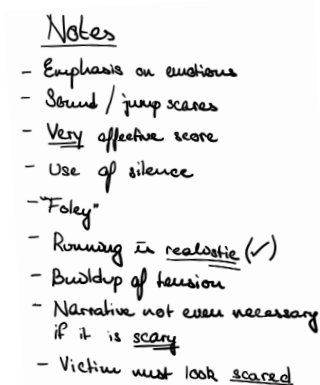 Notes
- Emphasis on emotions
- Sound / jump scares
- Very effective score
- Use of silence
- "Foley"
- Running is realistic (✓)
- Buildup of tension
- Narrative not even necessary
if it is scary
- Victim must look scared